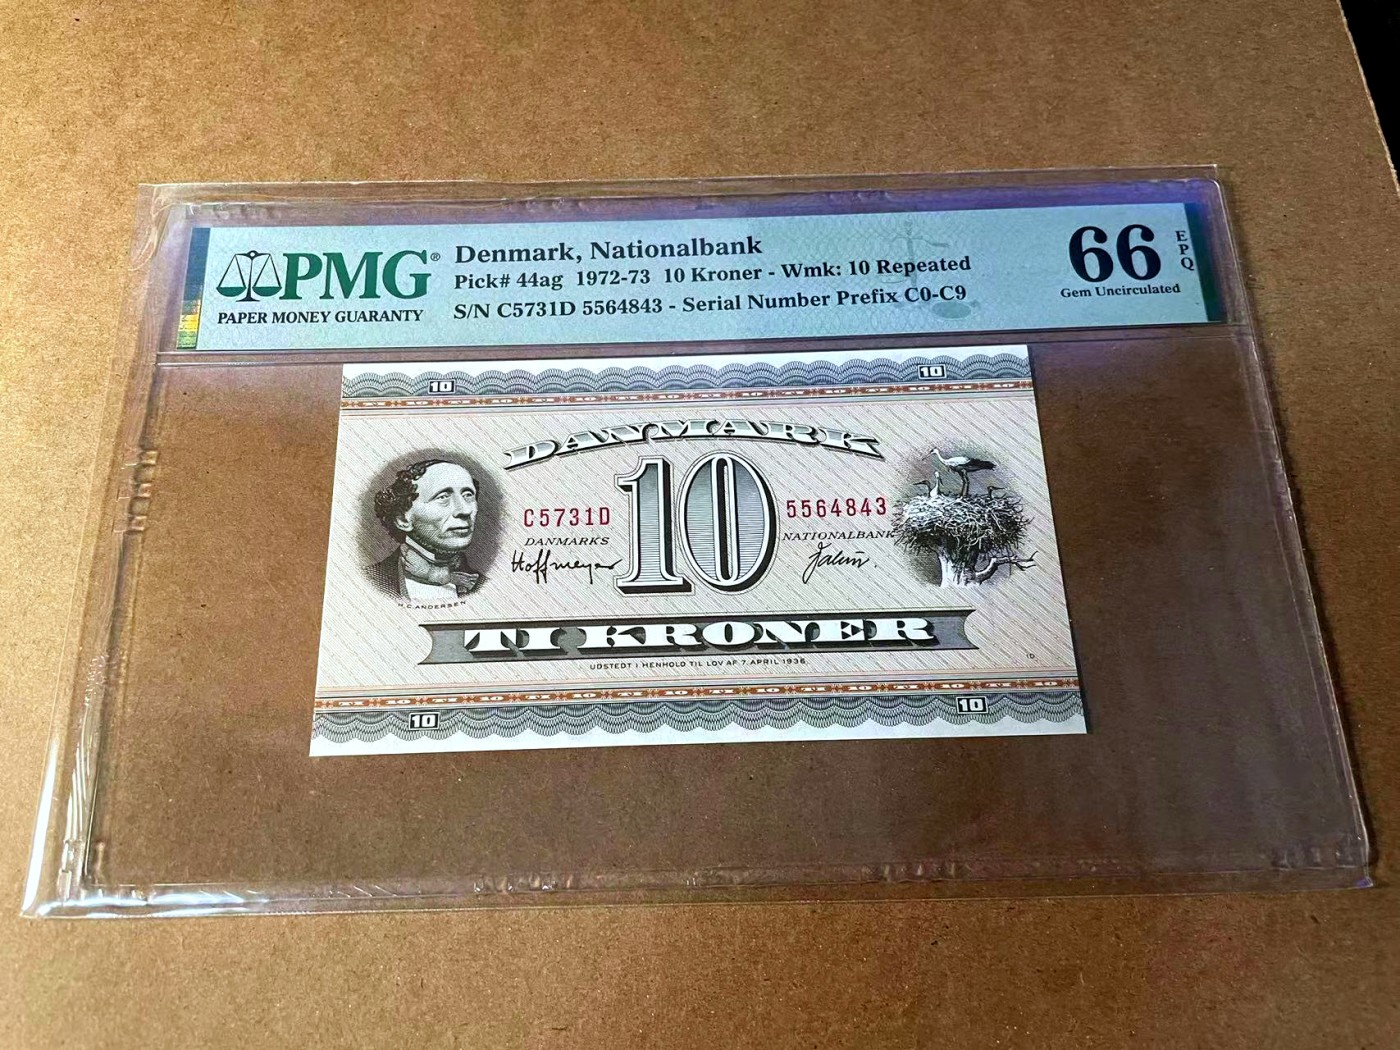 PMG®
PAPER MONEY GUARANTY
Denmark, Nationalbank
Pick# 44ag 1972-73 10 Kroner - Wmk: 10 Repeated
S/N C5731D 5564843 - Serial Number Prefix C0-C9
66
EPQ
Gem Uncirculated
10 10
DANMARK
10
C5731D 5564843
DANMARKS NATIONALBANK
Hoffmeyer
H.C. ANDERSEN
TI KRONER
UDSTEDT I HENHOLD TIL LOV AF 7. APRIL 1936
10 10